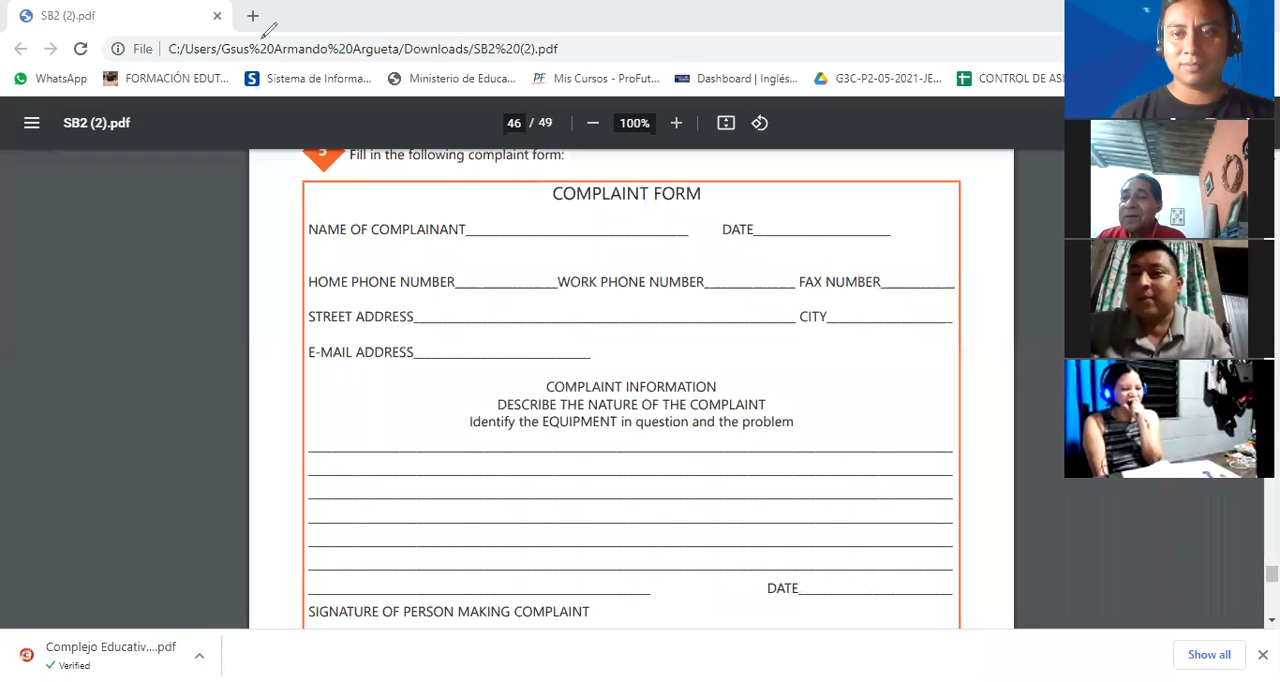 SB2 (2).pdf
File C:/Users/Gsus%20Armando%20Argueta/Downloads/SB2%20(2).pdf
WhatsApp FORMACIÓN EDUT... Sistema de Informa... Ministerio de Educa... PF Mis Cursos - ProFut... Dashboard | Inglés... G3C-P2-05-2021-JE... CONTROL DE ASI
SB2 (2).pdf 46 / 49 100%
5 Fill in the following complaint form:
COMPLAINT FORM
NAME OF COMPLAINANT DATE
HOME PHONE NUMBER WORK PHONE NUMBER FAX NUMBER
STREET ADDRESS CITY
E-MAIL ADDRESS
COMPLAINT INFORMATION
DESCRIBE THE NATURE OF THE COMPLAINT
Identify the EQUIPMENT in question and the problem
DATE
SIGNATURE OF PERSON MAKING COMPLAINT
Complejo Educativ....pdf
Verified
Show all